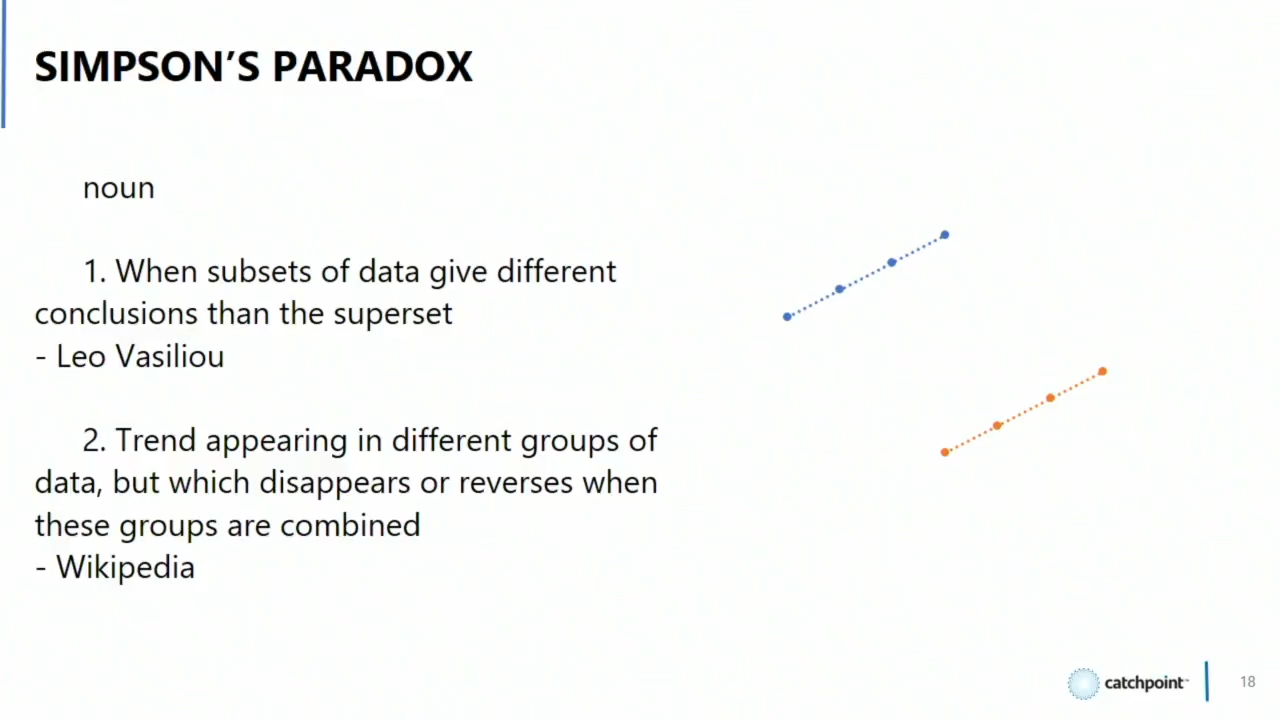 SIMPSON’S PARADOX
noun
1. When subsets of data give different
conclusions than the superset
- Leo Vasiliou
2. Trend appearing in different groups of
data, but which disappears or reverses when
these groups are combined
- Wikipedia
catchpoint™
18